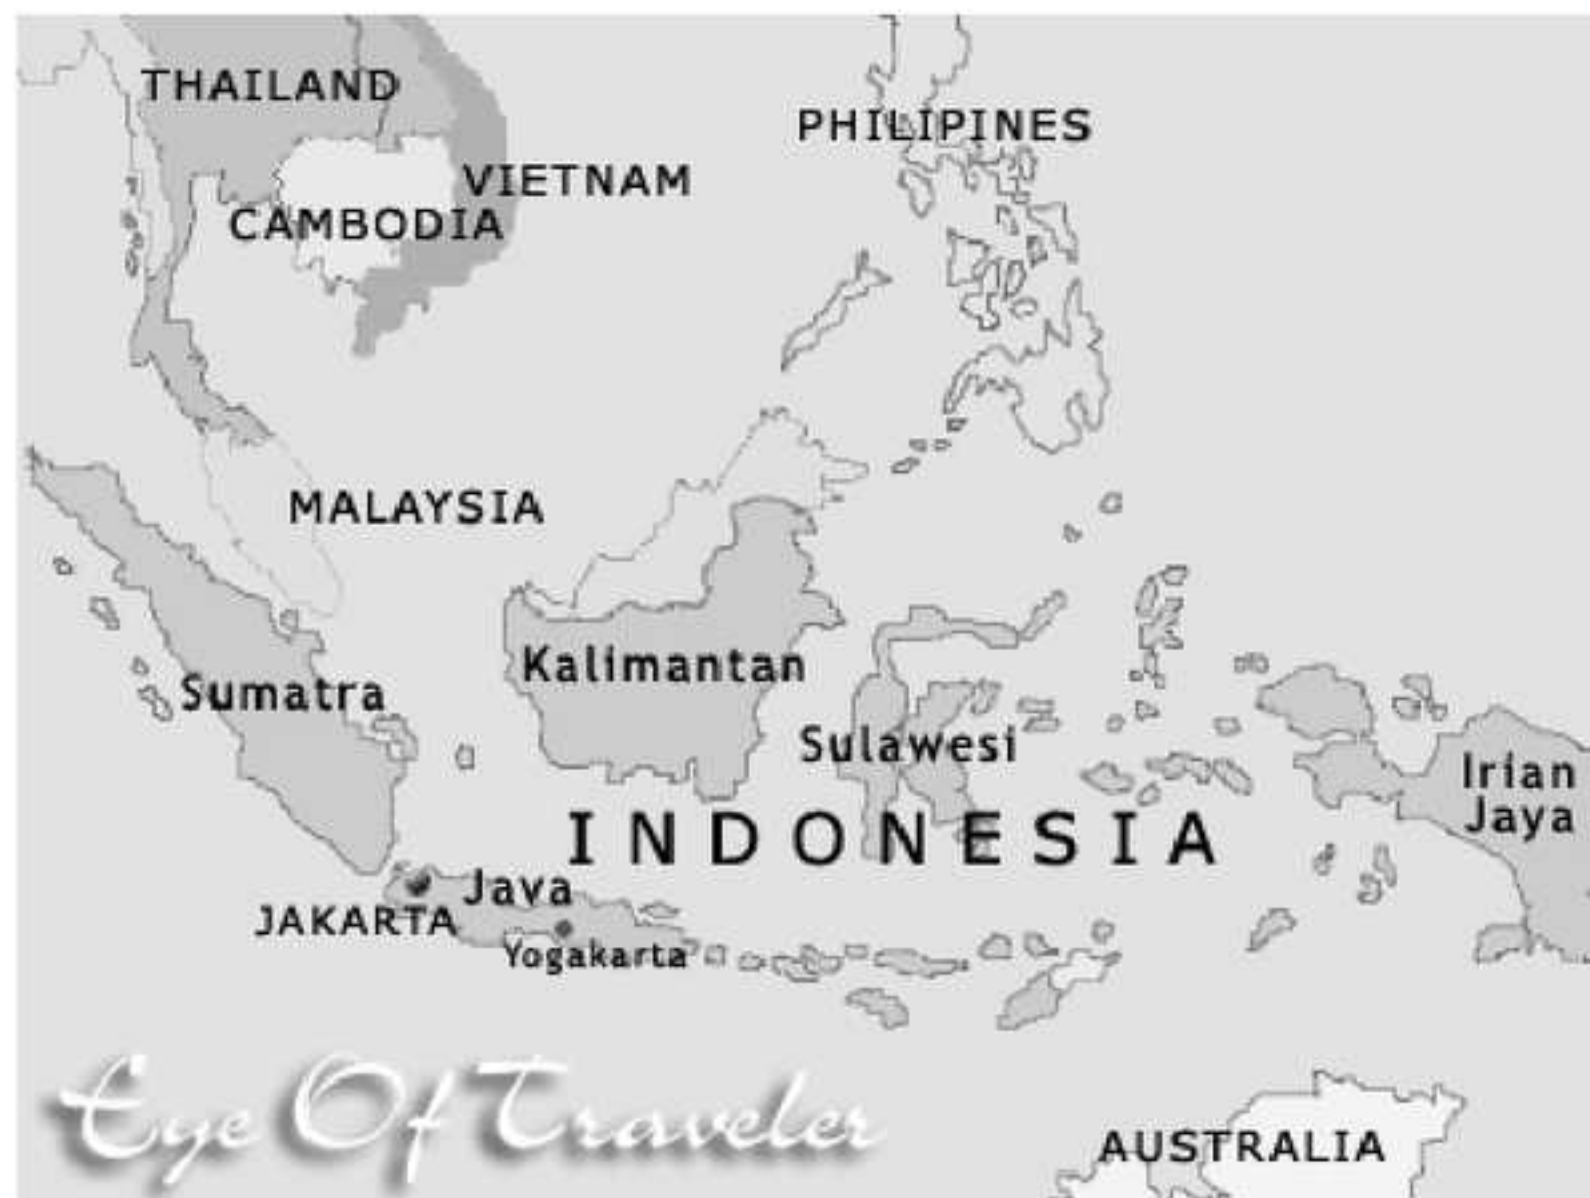 THAILAND
PHILIPINES
VIETNAM
CAMBODIA
MALAYSIA
Kalimantan
Sumatra
Sulawesi
Irian
Jaya
INDONESIA
Java
JAKARTA
Yogakarta
Eye Of Traveler
AUSTRALIA